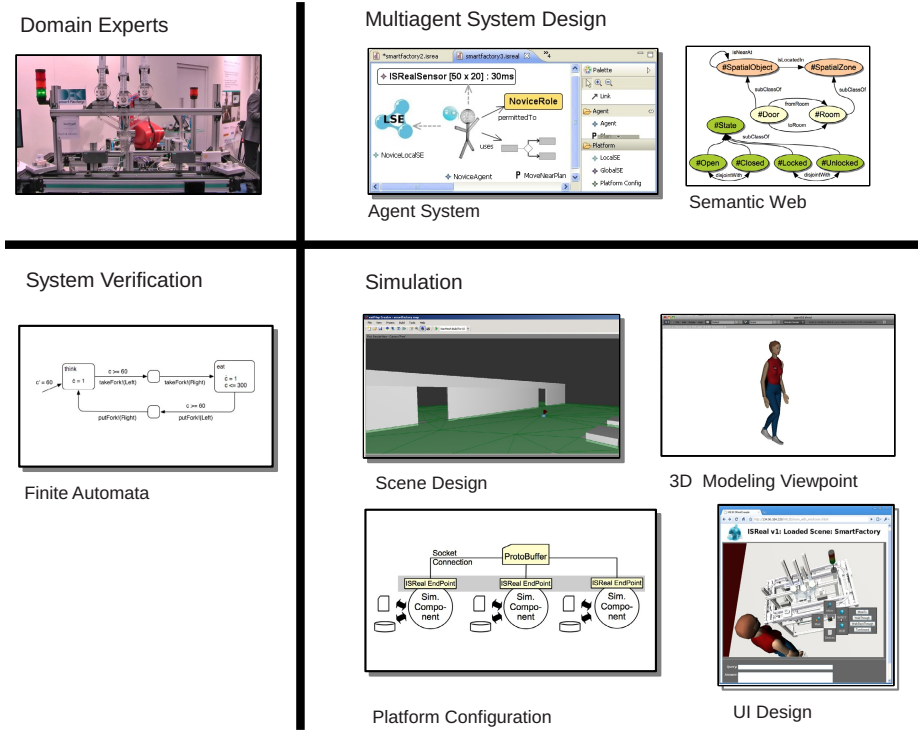 Domain Experts
Multiagent System Design
*smartfactory2.isrea
smartfactory3.isreal
4
ISRealSensor [50 x 20] : 30ms
LSE
NoviceRole
permittedTo
uses
NoviceLocalSE
NoviceAgent
P MoveNearPlan
Palette
Link
Agent
Agent
Platform
LocalSE
GlobalSE
Platform Config
Agent System
isNearAt
#SpatialObject
isLocatedIn
#SpatialZone
subClassOf
subClassOf
fromRoom
#Door
#Room
toRoom
#State
subClassOf
#Open
#Closed
#Locked
#Unlocked
disjointWith
disjointWith
Semantic Web
System Verification
think
c >= 60
eat
c' = 60
ċ = 1
takeFork!(Left)
takeFork!(Right)
ċ = 1
c <= 300
c >= 60
putFork!(Right)
putFork!(Left)
Finite Automata
Simulation
Scene Design
3D Modeling Viewpoint
Socket
Connection
ProtoBuffer
ISReal EndPoint
ISReal EndPoint
ISReal EndPoint
Sim.
Compo-
nent
Sim.
Compo-
nent
Sim.
Compo-
nent
Platform Configuration
ISReal v1: Loaded Scene: SmartFactory
UI Design